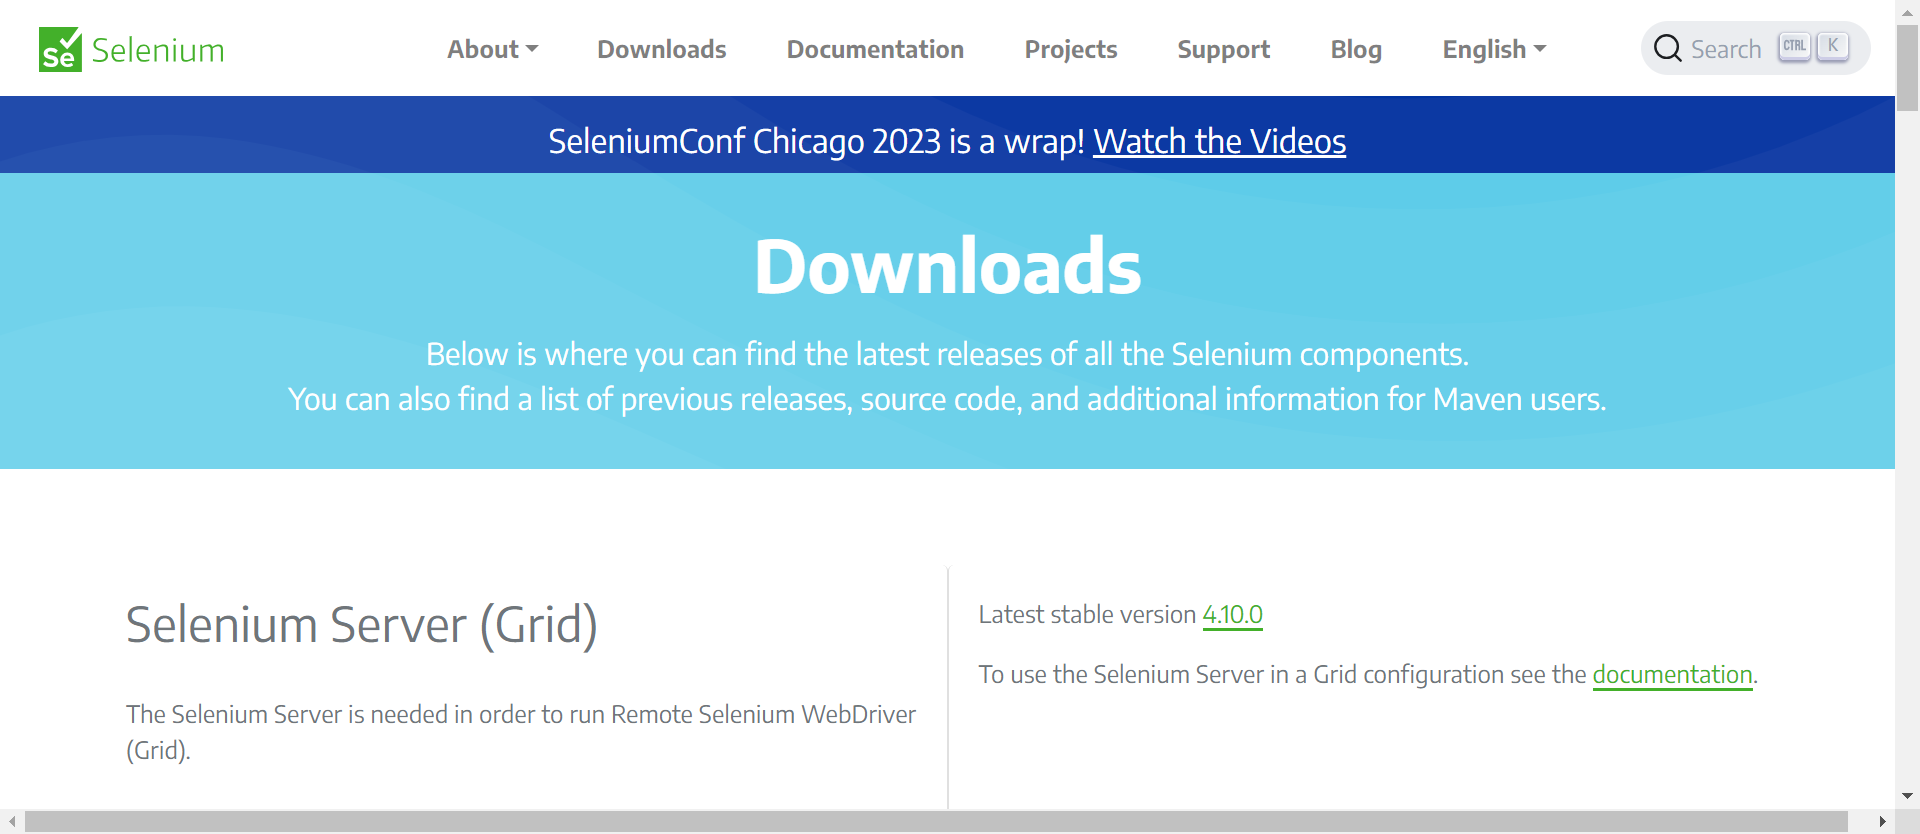 Se Selenium
About
Downloads
Documentation
Projects
Support
Blog
English
Search CTRL K
SeleniumConf Chicago 2023 is a wrap! Watch the Videos
Downloads
Below is where you can find the latest releases of all the Selenium components.
You can also find a list of previous releases, source code, and additional information for Maven users.
Selenium Server (Grid)
The Selenium Server is needed in order to run Remote Selenium WebDriver
(Grid).
Latest stable version 4.10.0
To use the Selenium Server in a Grid configuration see the documentation.